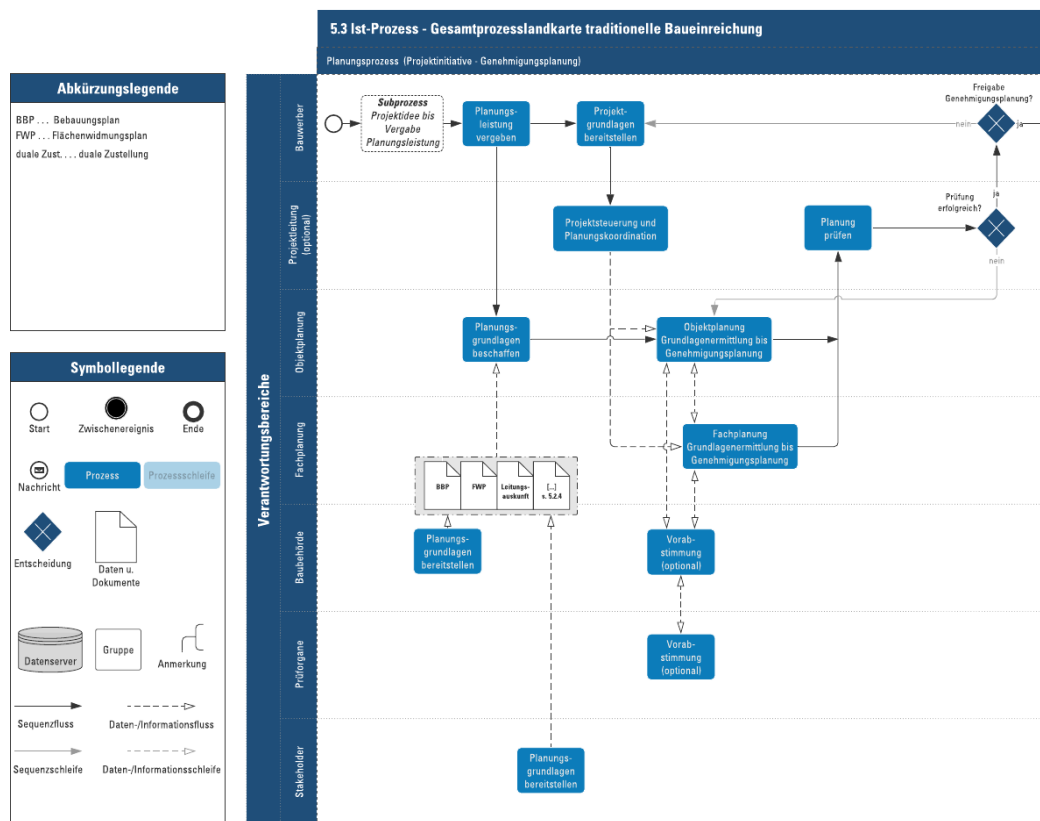 5.3 Ist-Prozess - Gesamtprozesslandkarte traditionelle Baueinreichung
Planungsprozess (Projektinitiative - Genehmigungsplanung)
Abkürzungslegende
BBP ... Bebauungsplan
FWP ... Flächenwidmungsplan
duale Zust.... duale Zustellung
Symbollegende
Start
Zwischenereignis
Ende
Nachricht
Prozess
Prozessschleife
Entscheidung
Daten u.
Dokumente
Datenserver
Gruppe
Anmerkung
Sequenzfluss
Daten-/Informationsfluss
Sequenzschleife
Daten-/Informationsschleife
Verantwortungsbereiche
Bauwerber
Subprozess
Projektidee bis
Vergabe
Planungsleistung
Planungs-
leistung
vergeben
Projekt-
grundlagen
bereitstellen
Freigabe
Genehmigungsplanung?
nein
ja
Projektleitung
(optional)
Projektsteuerung und
Planungskoordination
Planung
prüfen
Prüfung
erfolgreich?
ja
nein
Objektplanung
Planungs-
grundlagen
beschaffen
Objektplanung
Grundlagenermittlung bis
Genehmigungsplanung
Fachplanung
Fachplanung
Grundlagenermittlung bis
Genehmigungsplanung
BBP
FWP
Leitungs-
auskunft
[...]
s. 5.2.4
Baubehörde
Planungs-
grundlagen
bereitstellen
Vorab-
stimmung
(optional)
Prüforgane
Vorab-
stimmung
(optional)
Stakeholder
Planungs-
grundlagen
bereitstellen